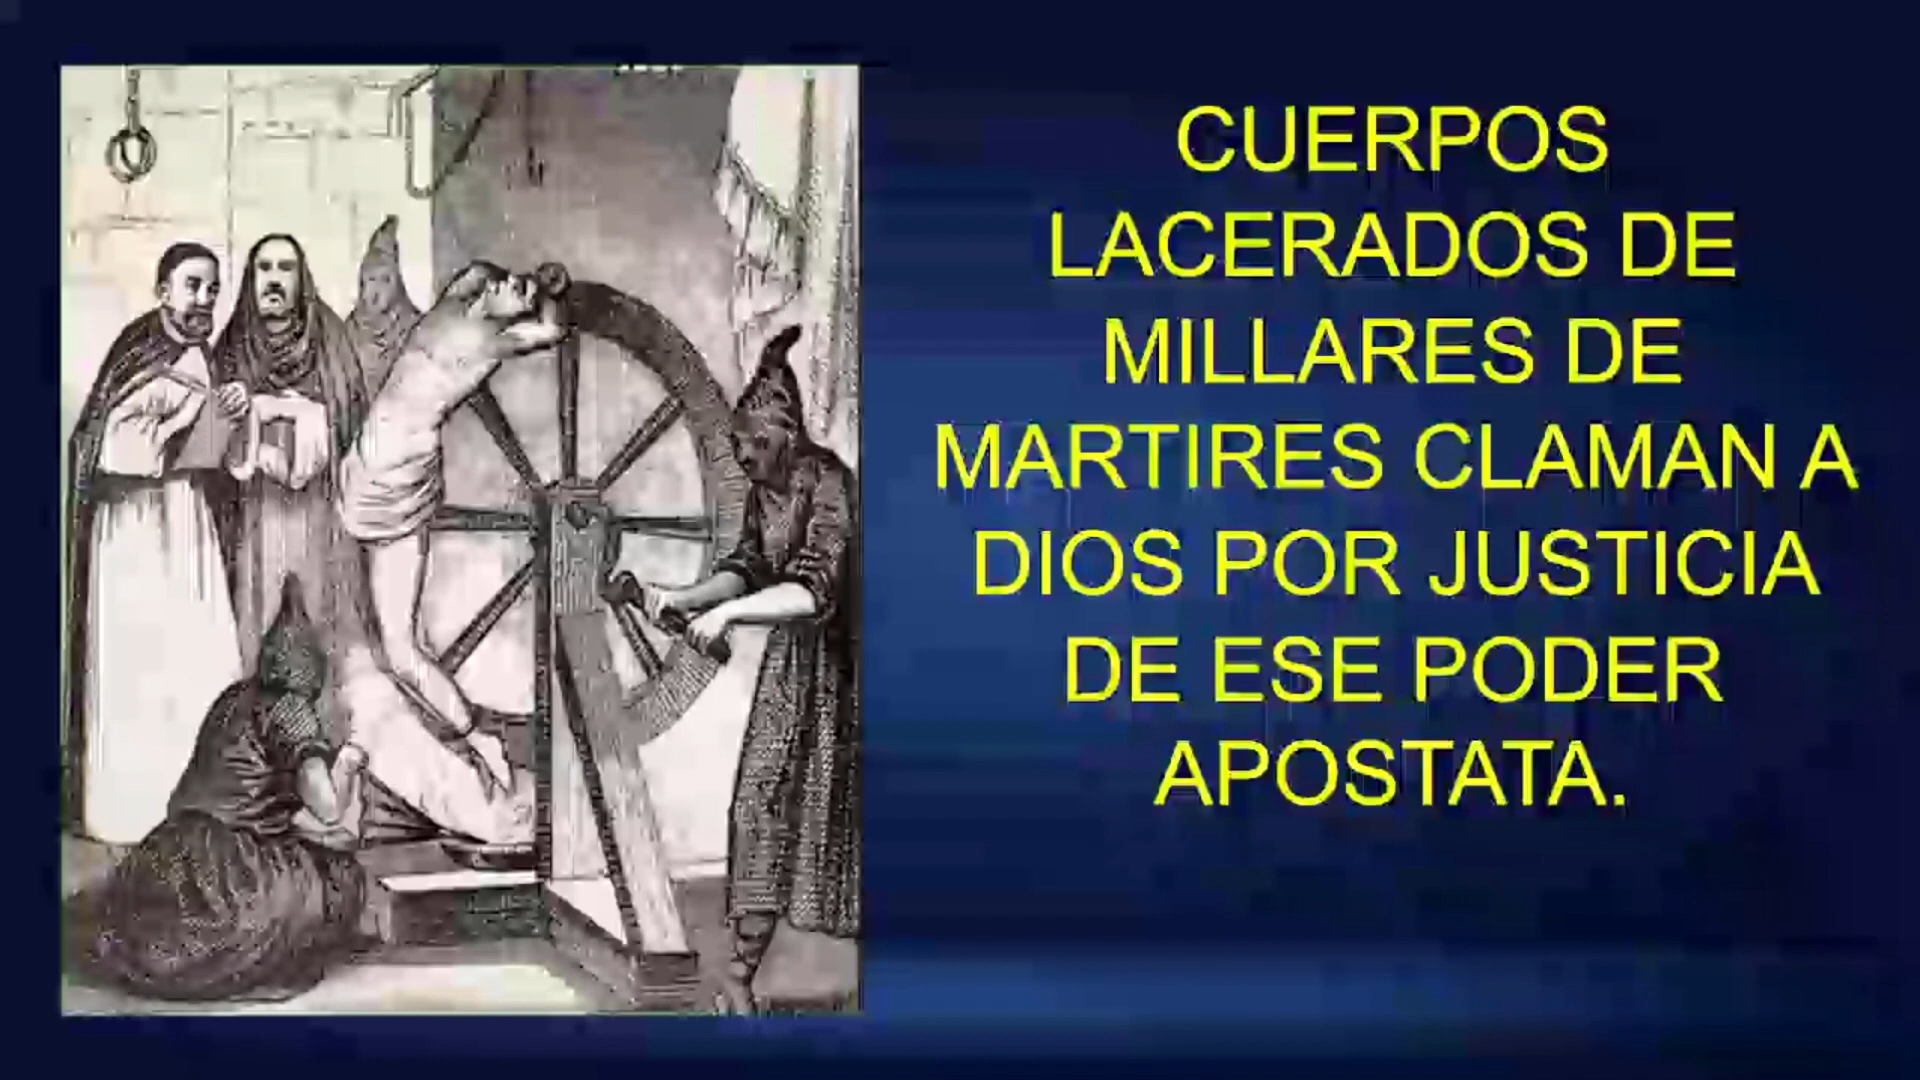 CUERPOS
LACERADOS DE
MILLARES DE
MARTIRES CLAMAN A
DIOS POR JUSTICIA
DE ESE PODER
APOSTATA.